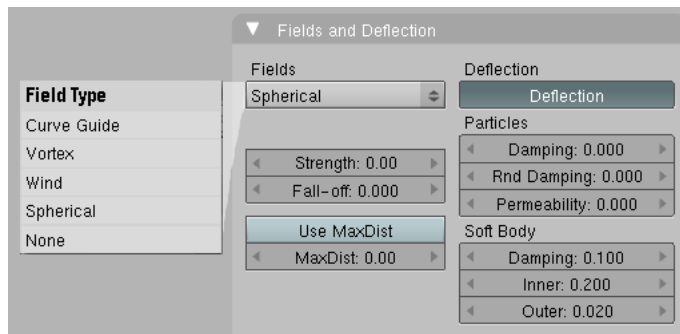 Fields and Deflection
Field Type
Curve Guide
Vortex
Wind
Spherical
None
Fields
Spherical
Strength: 0.00
Fall-off: 0.000
Use MaxDist
MaxDist: 0.00
Deflection
Deflection
Particles
Damping: 0.000
Rnd Damping: 0.000
Permeability: 0.000
Soft Body
Damping: 0.100
Inner: 0.200
Outer: 0.020